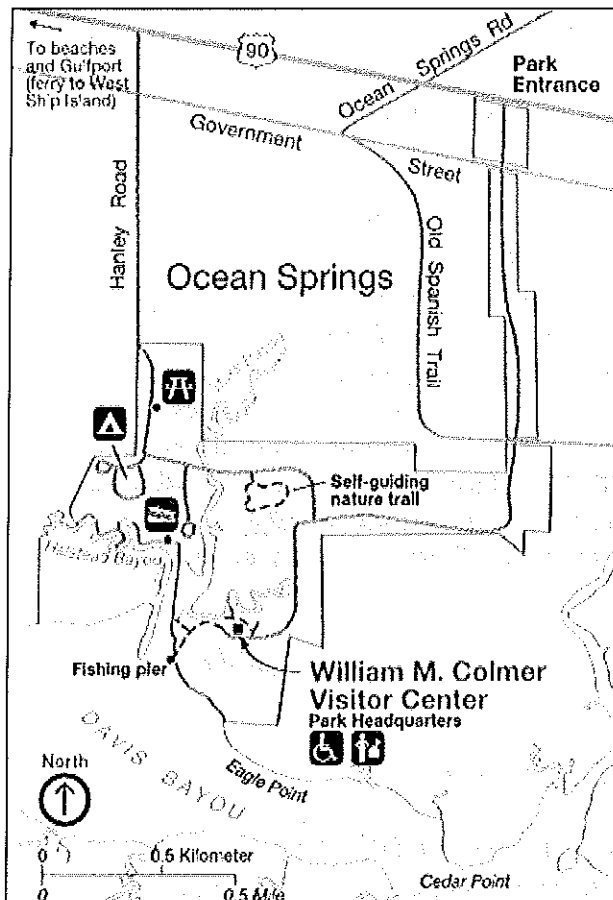 To beaches
and Gulfport
(ferry to West
Ship Island)
90
Ocean Springs Rd
Park
Entrance
Government Street
Hanley Road
Old Spanish Trail
Ocean Springs
Self-guiding
nature trail
Halstead Bayou
Fishing pier
William M. Colmer
Visitor Center
Park Headquarters
DAVIS BAYOU
Eagle Point
North
0 0.5 Kilometer
0 0.5 Mile
Cedar Point